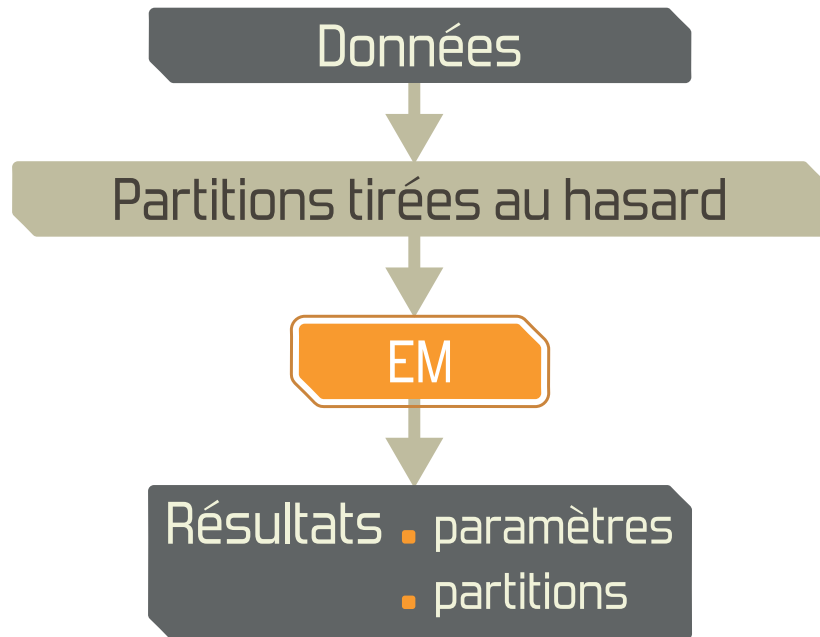 Données
Partitions tirées au hasard
EM
Résultats . paramètres
. partitions